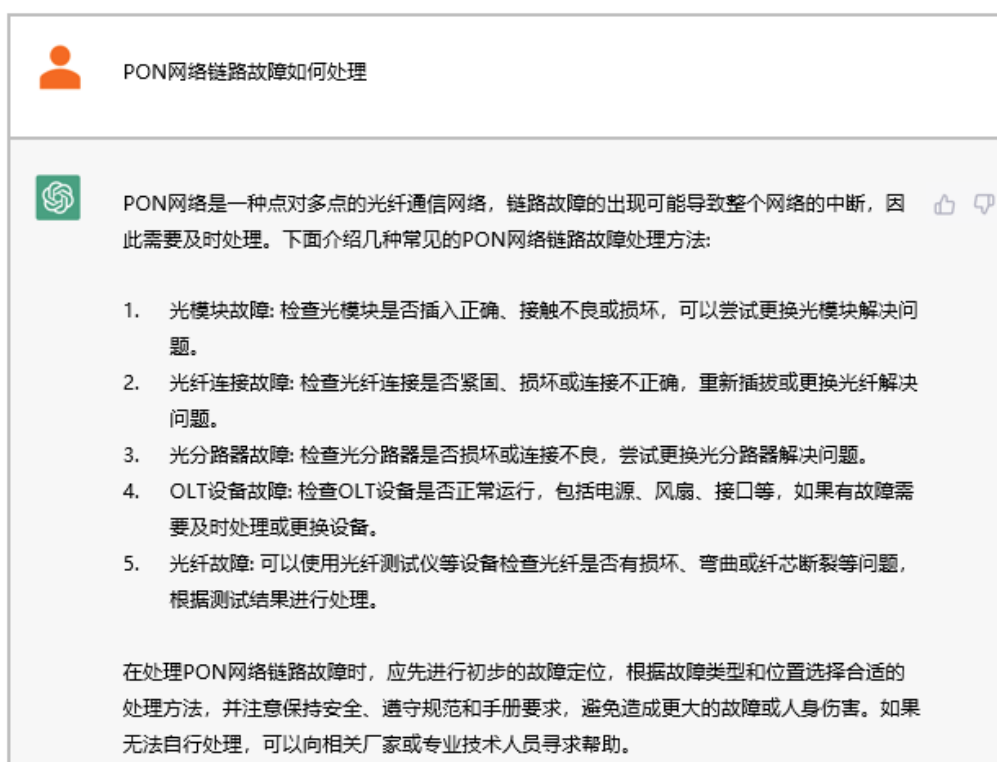 PON网络链路故障如何处理
PON网络是一种点对多点的光纤通信网络，链路故障的出现可能导致整个网络的中断，因
此需要及时处理。下面介绍几种常见的PON网络链路故障处理方法:
1. 光模块故障: 检查光模块是否插入正确、接触不良或损坏，可以尝试更换光模块解决问
题。
2. 光纤连接故障: 检查光纤连接是否紧固、损坏或连接不正确，重新插拔或更换光纤解决
问题。
3. 光分路器故障: 检查光分路器是否损坏或连接不良，尝试更换光分路器解决问题。
4. OLT设备故障: 检查OLT设备是否正常运行，包括电源、风扇、接口等，如果有故障需
要及时处理或更换设备。
5. 光纤故障: 可以使用光纤测试仪等设备检查光纤是否有损坏、弯曲或纤芯断裂等问题，
根据测试结果进行处理。
在处理PON网络链路故障时，应先进行初步的故障定位，根据故障类型和位置选择合适的
处理方法，并注意保持安全、遵守规范和手册要求，避免造成更大的故障或人身伤害。如果
无法自行处理，可以向相关厂家或专业技术人员寻求帮助。